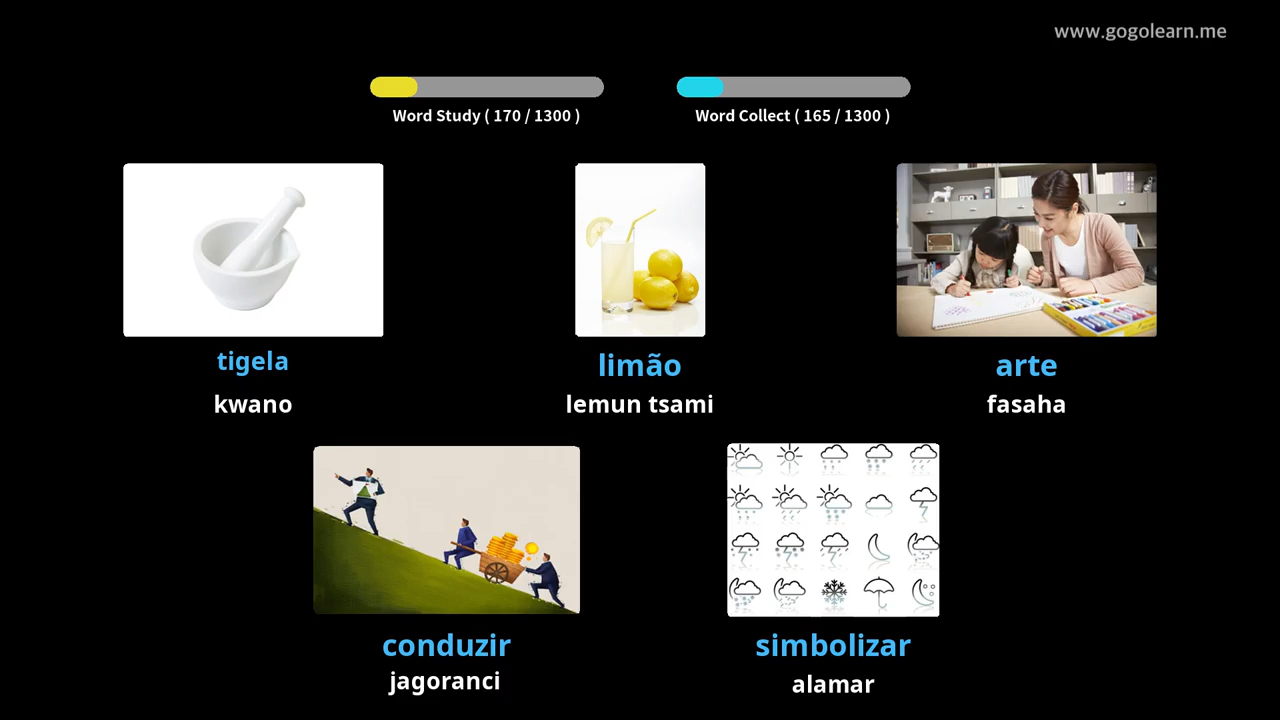 www.gogolearn.me
Word Study ( 170 / 1300 )
Word Collect ( 165 / 1300 )
tigela
kwano
limão
lemun tsami
arte
fasaha
conduzir
jagoranci
simbolizar
alamar